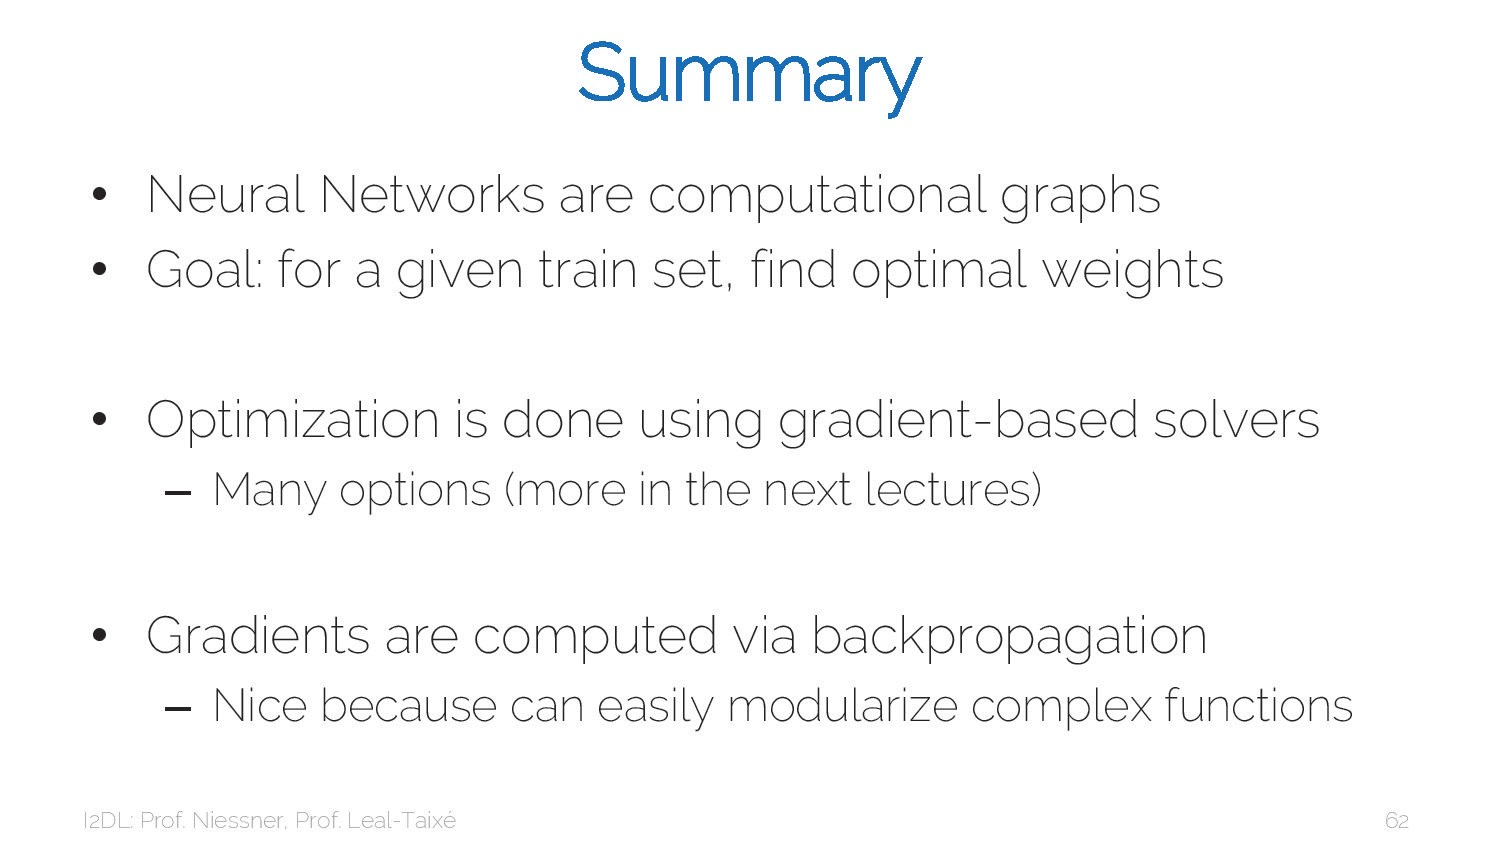 Summary
• Neural Networks are computational graphs
• Goal: for a given train set, find optimal weights
• Optimization is done using gradient-based solvers
– Many options (more in the next lectures)
• Gradients are computed via backpropagation
– Nice because can easily modularize complex functions
I2DL: Prof. Niessner, Prof. Leal-Taixé
62